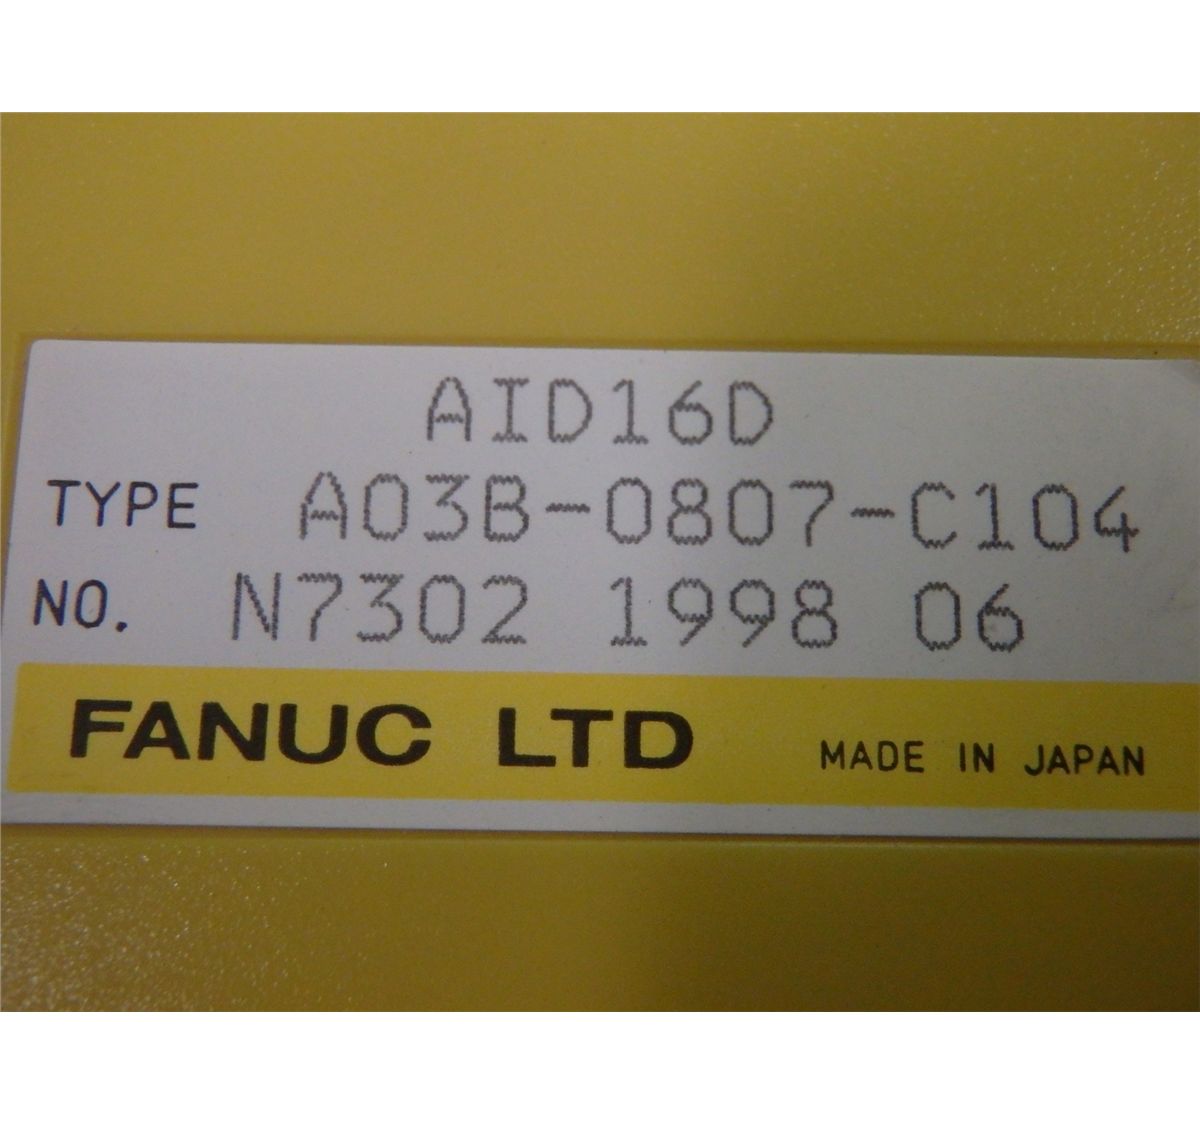 AID16D
TYPE A03B-0807-C104
NO. N7302 1998 06
FANUC LTD MADE IN JAPAN